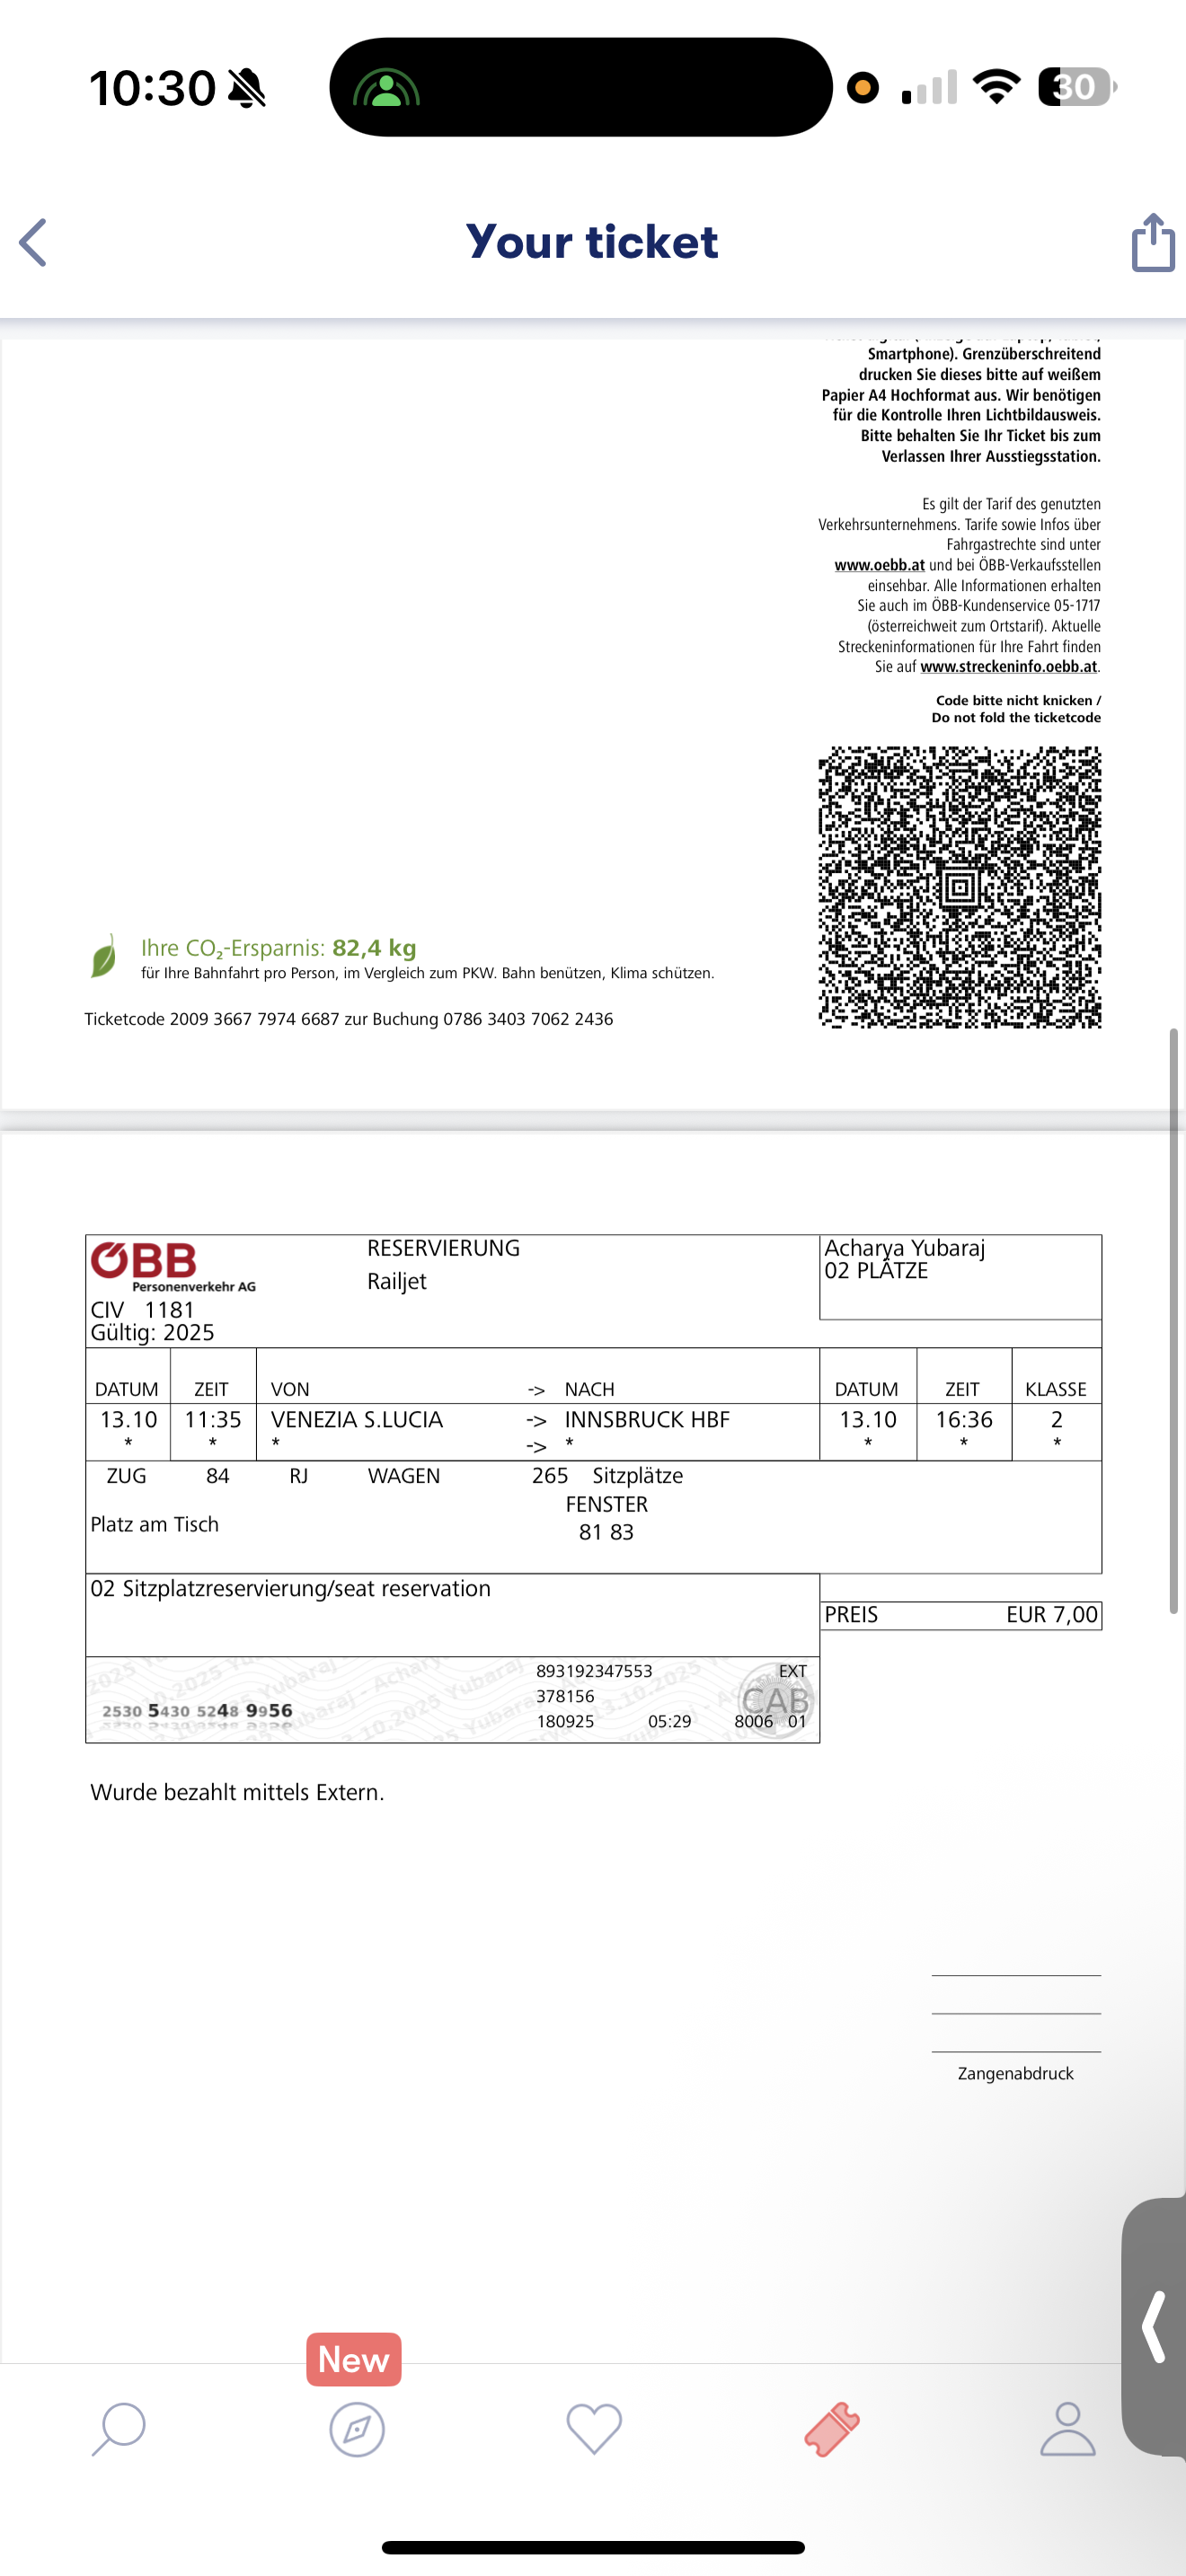 10:30
30
Your ticket
Smartphone). Grenzüberschreitend
drucken Sie dieses bitte auf weißem
Papier A4 Hochformat aus. Wir benötigen
für die Kontrolle Ihren Lichtbildausweis.
Bitte behalten Sie Ihr Ticket bis zum
Verlassen Ihrer Ausstiegsstation.
Es gilt der Tarif des genutzten
Verkehrsunternehmens. Tarife sowie Infos über
Fahrgastrechte sind unter
www.oebb.at und bei ÖBB-Verkaufsstellen
einsehbar. Alle Informationen erhalten
Sie auch im ÖBB-Kundenservice 05-1717
(österreichweit zum Ortstarif). Aktuelle
Streckeninformationen für Ihre Fahrt finden
Sie auf www.streckeninfo.oebb.at.
Code bitte nicht knicken /
Do not fold the ticketcode
Ihre CO₂-Ersparnis: 82,4 kg
für Ihre Bahnfahrt pro Person, im Vergleich zum PKW. Bahn benützen, Klima schützen.
Ticketcode 2009 3667 7974 6687 zur Buchung 0786 3403 7062 2436
ÖBB RESERVIERUNG Acharya Yubaraj
Personenverkehr AG Railjet 02 PLÄTZE
CIV 1181
Gültig: 2025
DATUM ZEIT VON -> NACH DATUM ZEIT KLASSE
13.10 11:35 VENEZIA S.LUCIA -> INNSBRUCK HBF 13.10 16:36 2
* * * -> * * * *
ZUG 84 RJ WAGEN 265 Sitzplätze
FENSTER
Platz am Tisch 81 83
02 Sitzplatzreservierung/seat reservation
PREIS EUR 7,00
893192347553 EXT
378156 CAB
2530 5430 5248 9956
180925 05:29 8006 01
Wurde bezahlt mittels Extern.
Zangenabdruck
New